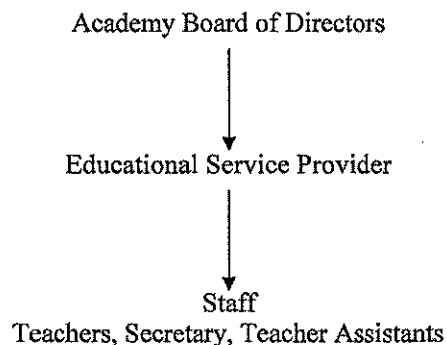 Academy Board of Directors
Educational Service Provider
Staff
Teachers, Secretary, Teacher Assistants